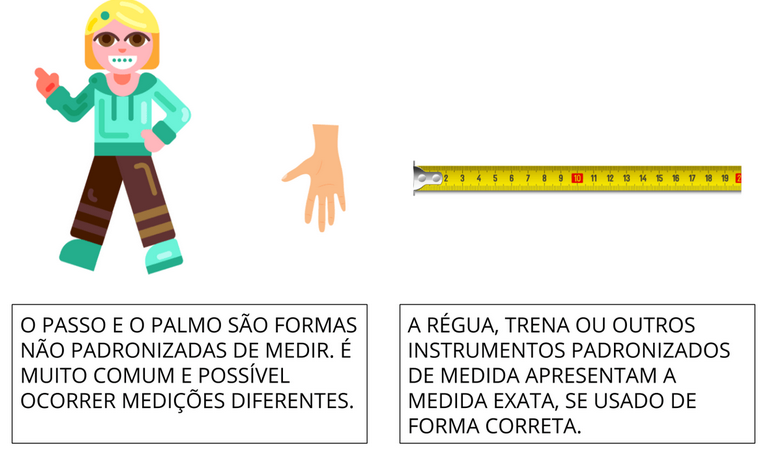 2 3 4 5 6 7 8 9 10 11 12 13 14 15 16 17 18 19 2
O PASSO E O PALMO SÃO FORMAS
NÃO PADRONIZADAS DE MEDIR. É
MUITO COMUM E POSSÍVEL
OCORRER MEDIÇÕES DIFERENTES.
A RÉGUA, TRENA OU OUTROS
INSTRUMENTOS PADRONIZADOS
DE MEDIDA APRESENTAM A
MEDIDA EXATA, SE USADO DE
FORMA CORRETA.